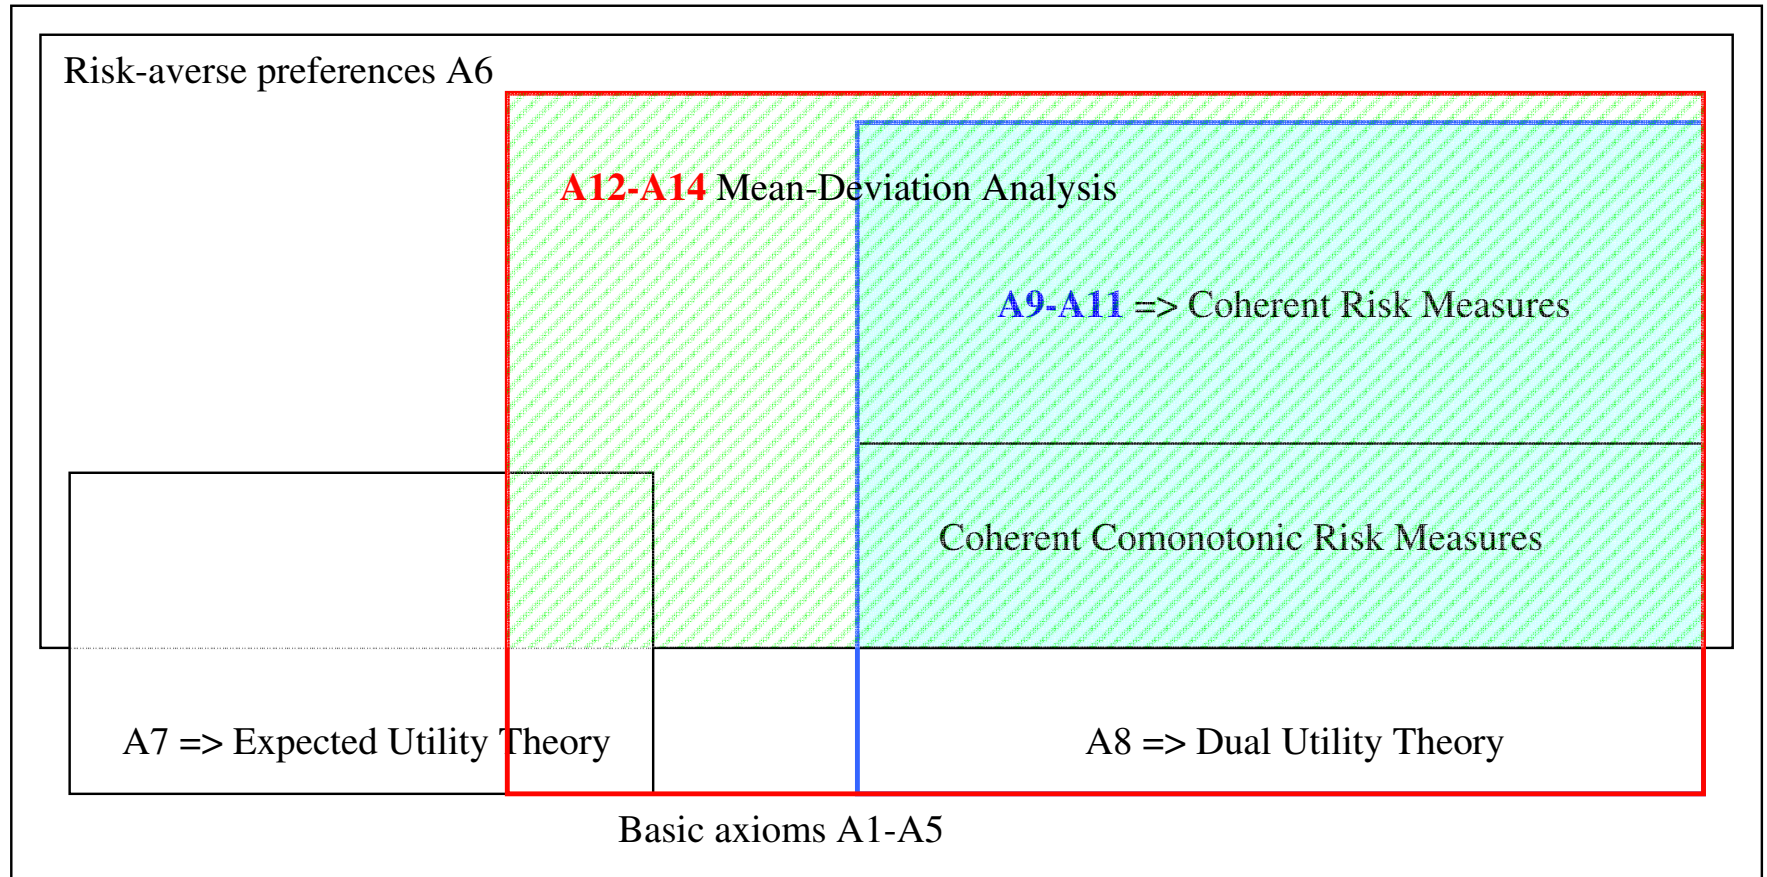 Risk-averse preferences A6
A12-A14 Mean-Deviation Analysis
A9-A11 => Coherent Risk Measures
Coherent Comonotonic Risk Measures
A7 => Expected Utility Theory
A8 => Dual Utility Theory
Basic axioms A1-A5